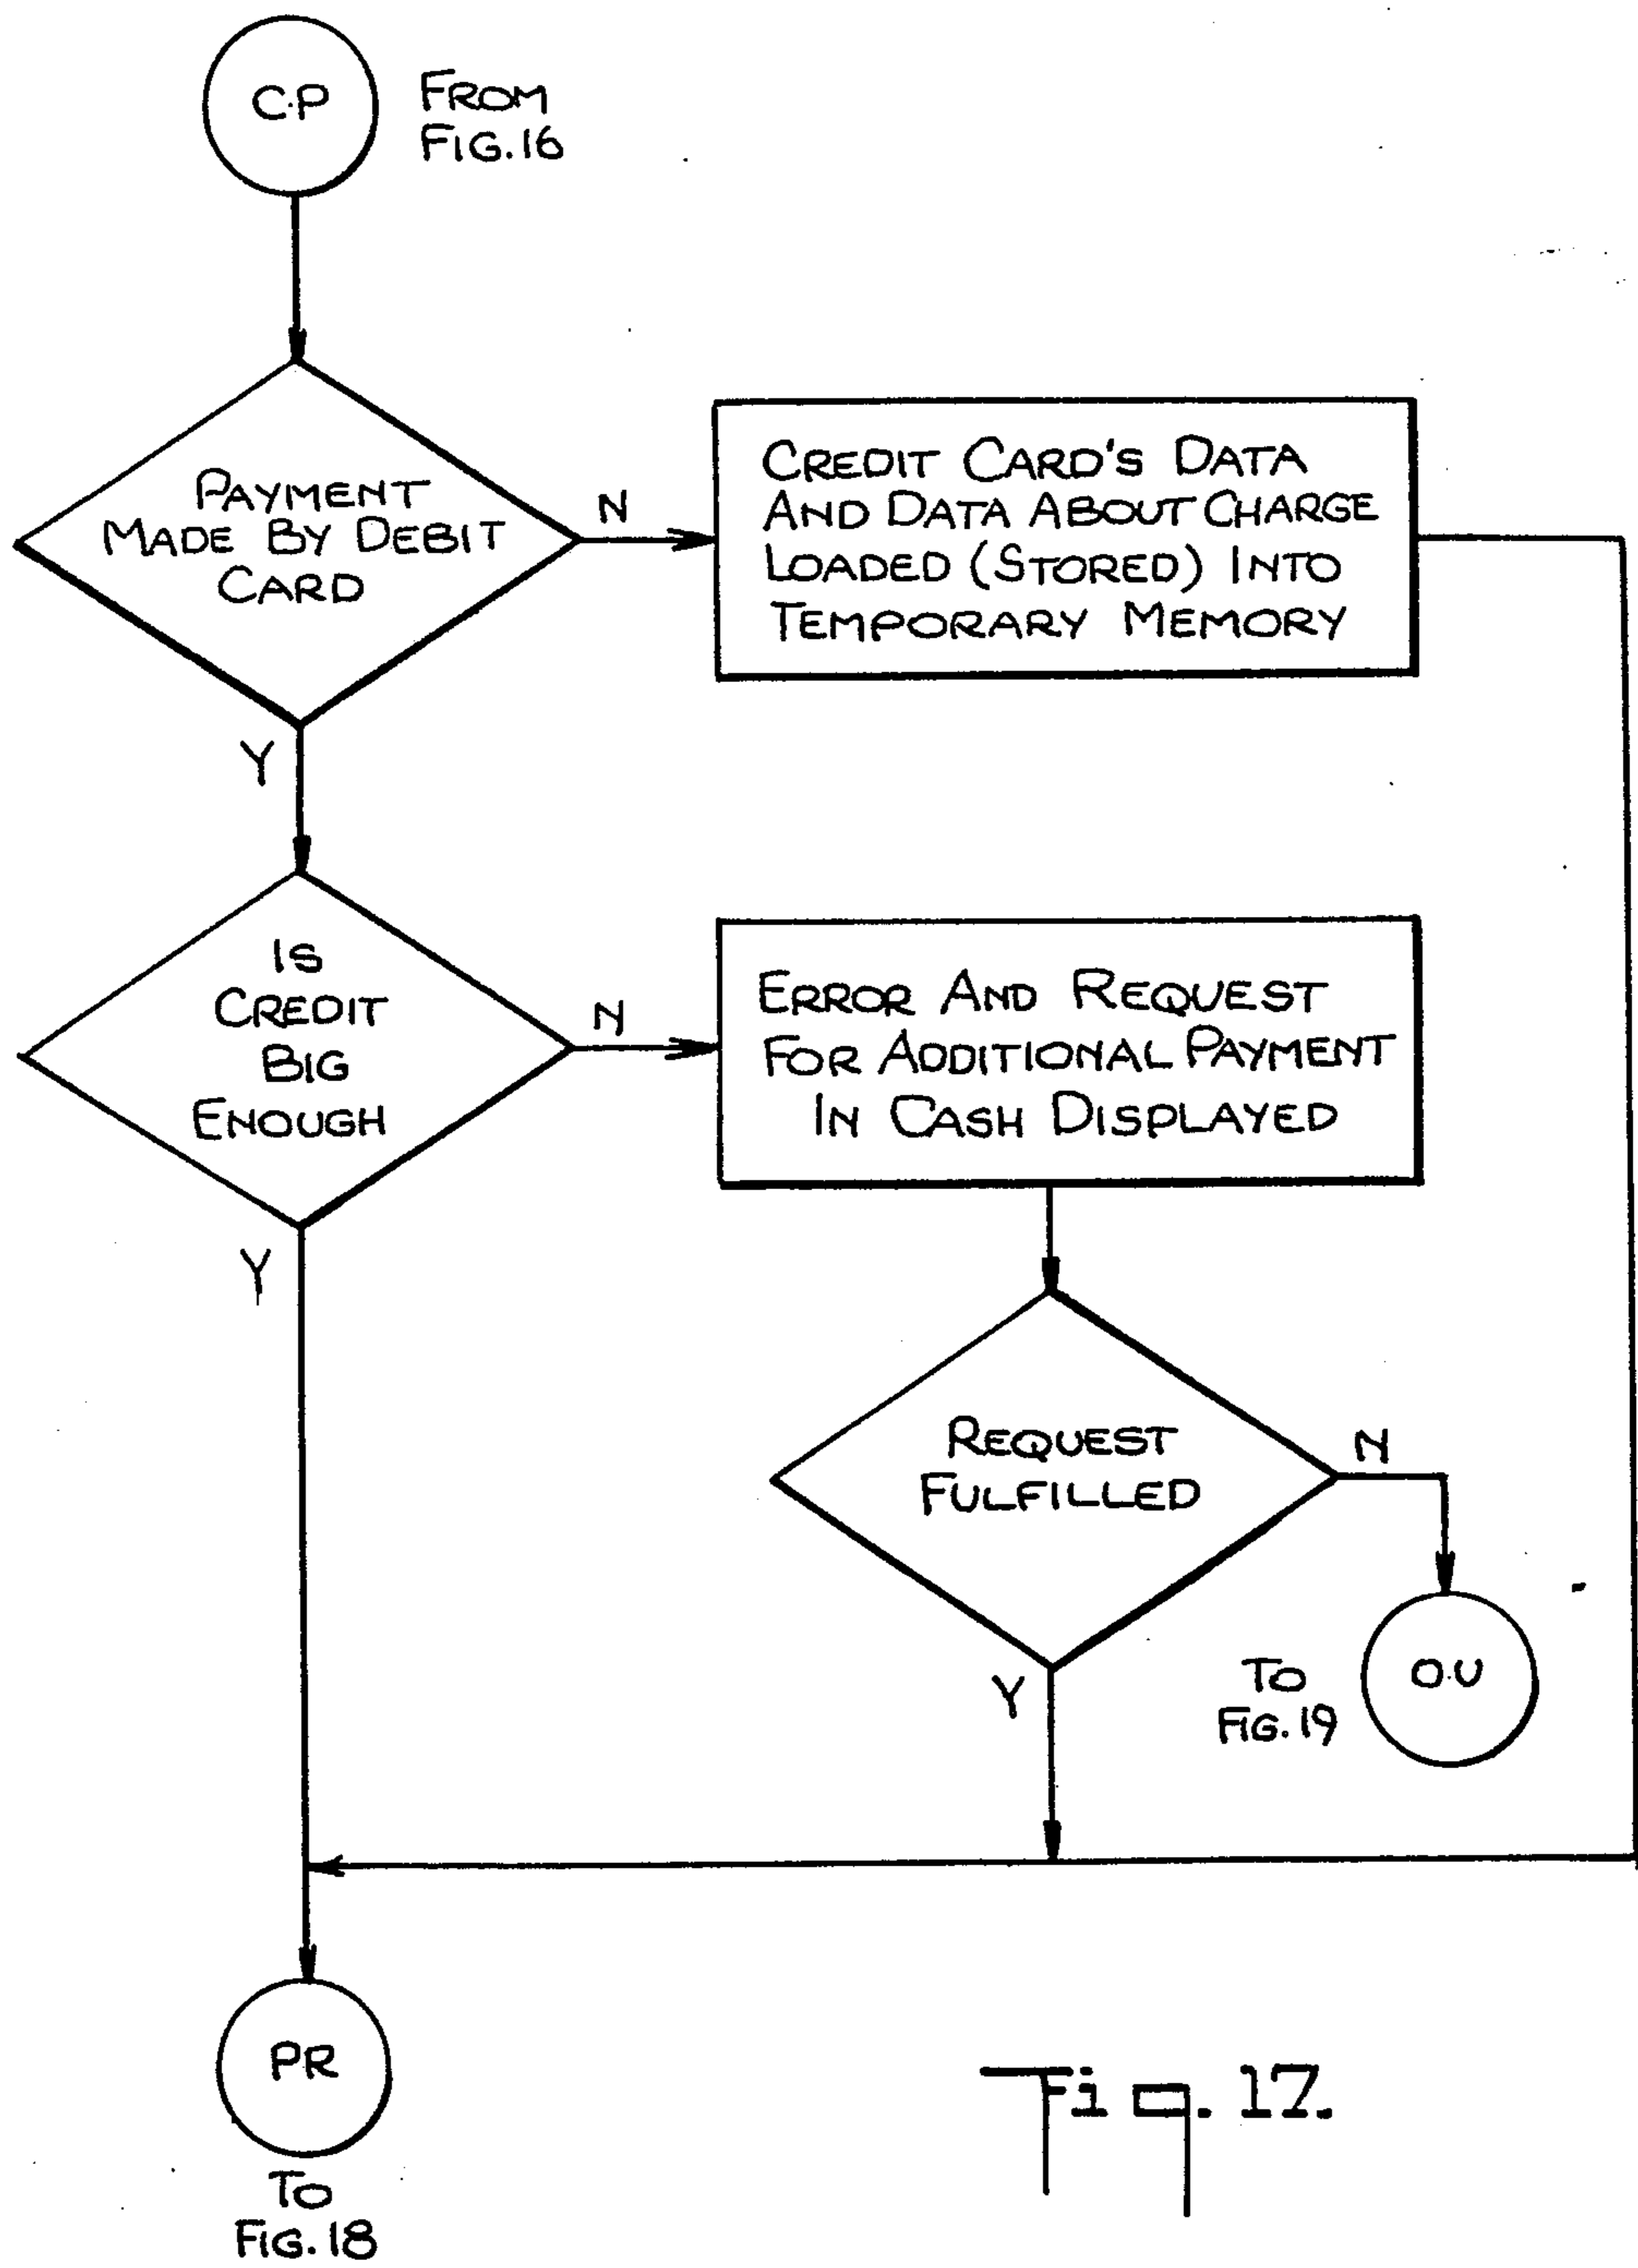 C.P
FROM
FIG.16
PAYMENT
MADE BY DEBIT
CARD
N
CREDIT CARD'S DATA
AND DATA ABOUT CHARGE
LOADED (STORED) INTO
TEMPORARY MEMORY
Y
IS
CREDIT
BIG
ENOUGH
N
ERROR AND REQUEST
FOR ADDITIONAL PAYMENT
IN CASH DISPLAYED
Y
REQUEST
FULFILLED
N
Y
TO
FIG.19
O.U
PR
TO
FIG.18
Fig. 17.